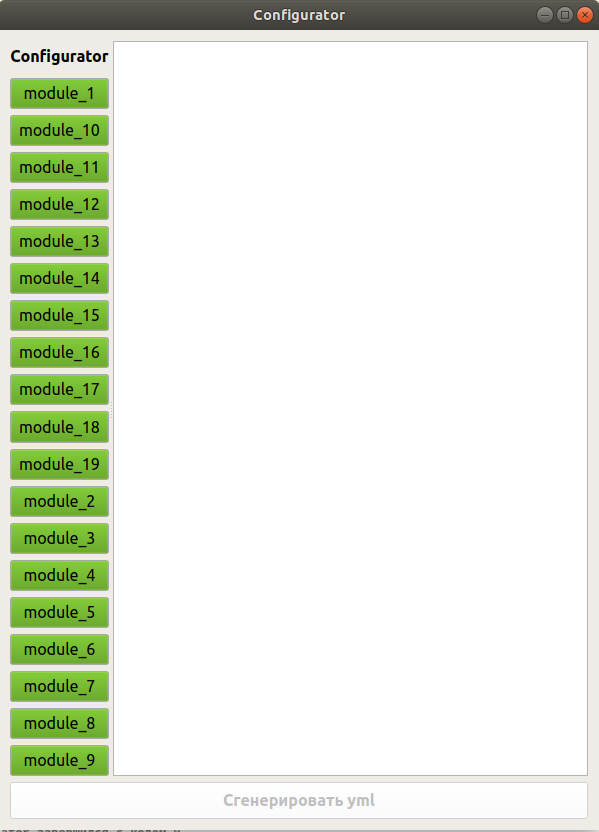 Configurator
Configurator
module_1
module_10
module_11
module_12
module_13
module_14
module_15
module_16
module_17
module_18
module_19
module_2
module_3
module_4
module_5
module_6
module_7
module_8
module_9
Сгенерировать yml